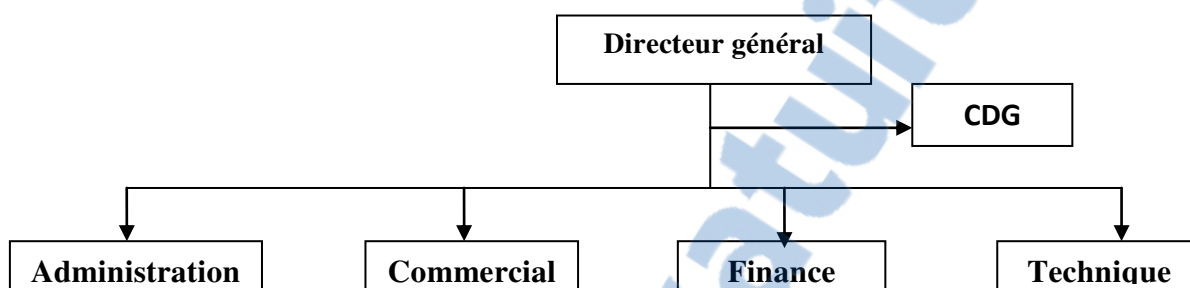 Directeur général
CDG
Administration
Commercial
Finance
Technique